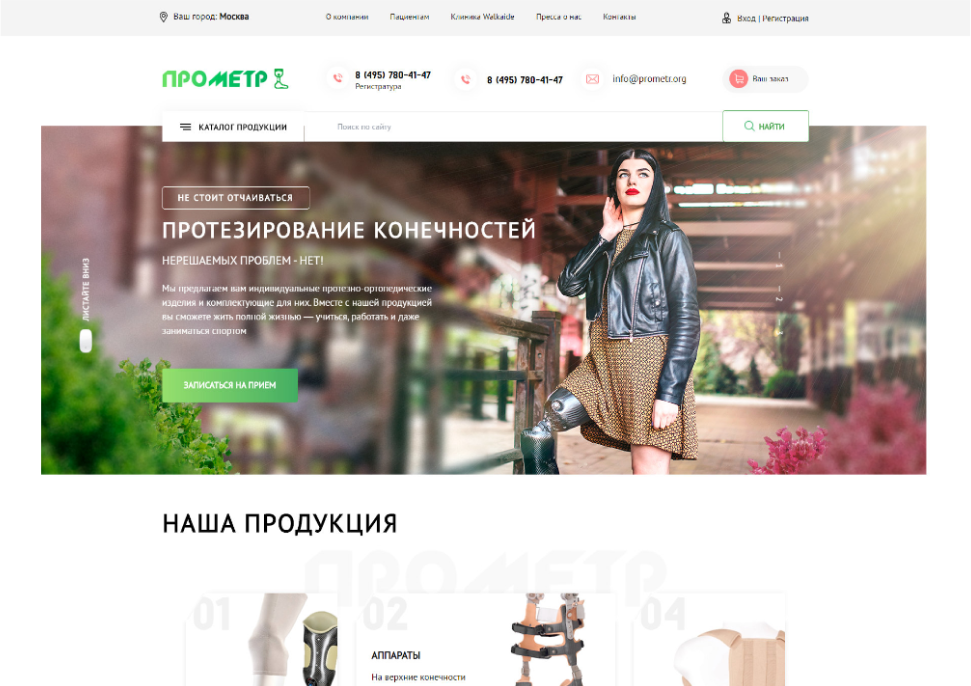 Ваш город: Москва
О компании
Пациентам
Клиника Walkaide
Пресса о нас
Контакты
Вход | Регистрация
ПРОМЕТР
8 (495) 780-41-47
Регистратура
8 (495) 780-41-47
info@prometr.org
Ваш заказ
КАТАЛОГ ПРОДУКЦИИ
Поиск по сайту
НАЙТИ
НЕ СТОИТ ОТЧАИВАТЬСЯ
ПРОТЕЗИРОВАНИЕ КОНЕЧНОСТЕЙ
НЕРЕШАЕМЫХ ПРОБЛЕМ - НЕТ!
Мы предлагаем вам индивидуальные протезно-ортопедические
изделия и комплектующие для них. Вместе с нашей продукцией
вы сможете жить полной жизнью — учиться, работать и даже
заниматься спортом
ЛИСТАЙТЕ ВНИЗ
ЗАПИСАТЬСЯ НА ПРИЕМ
1
2
НАША ПРОДУКЦИЯ
ПРОМЕТР
01
02
04
АППАРАТЫ
На верхние конечности